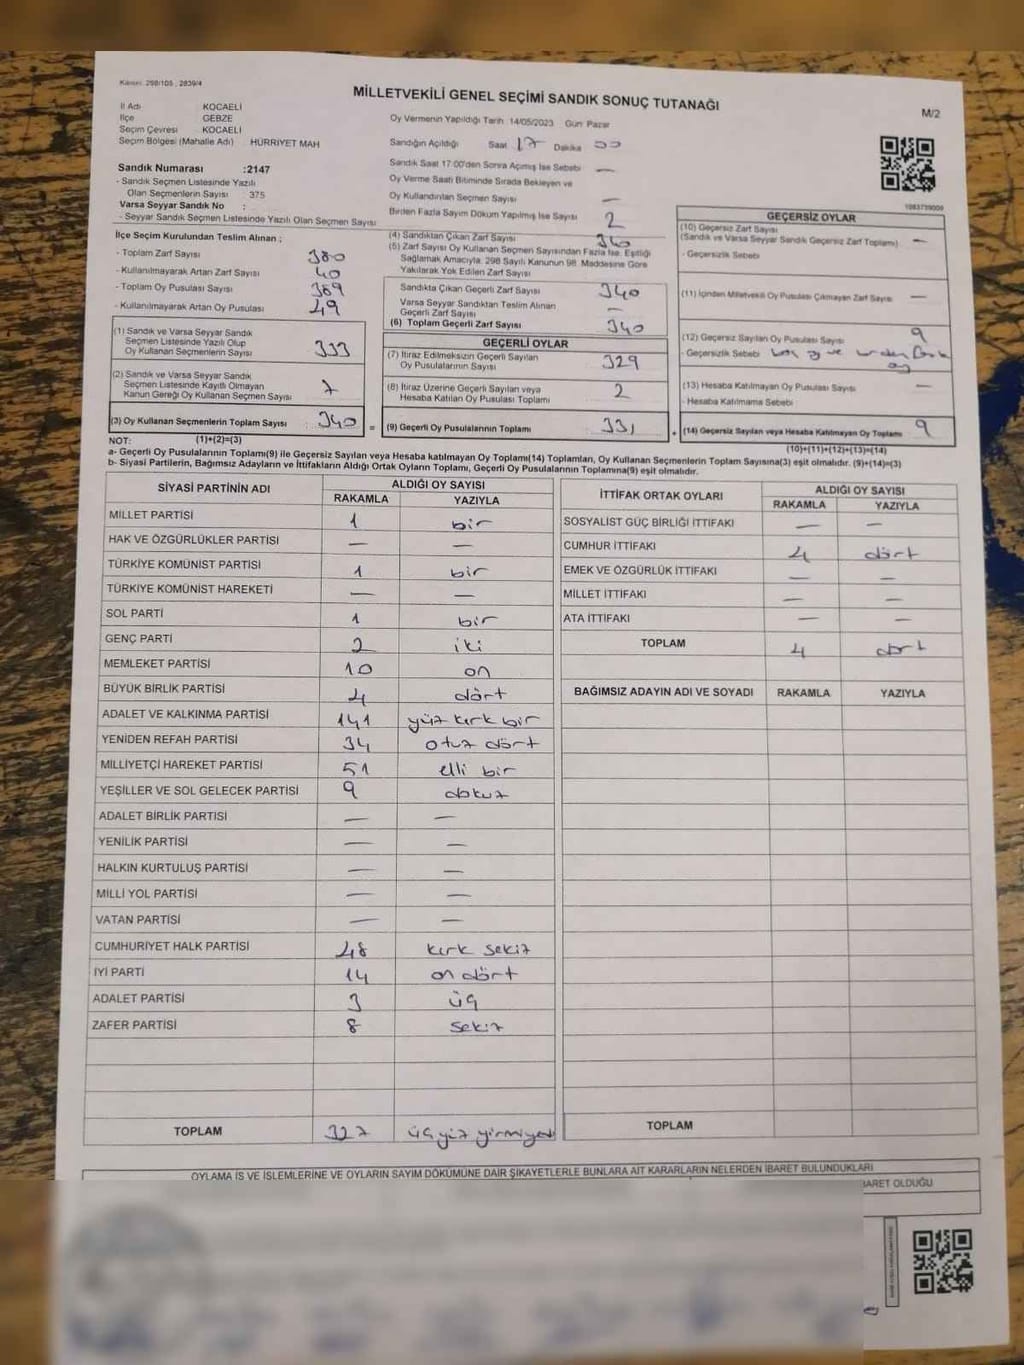 Kanun: 298/105 , 2839/4
MİLLETVEKİLİ GENEL SEÇİMİ SANDIK SONUÇ TUTANAĞI
M/2
İl Adı KOCAELİ
İlçe GEBZE
Seçim Çevresi KOCAELİ
Seçim Bölgesi (Mahalle Adı) HÜRRİYET MAH
Oy Vermenin Yapıldığı Tarih 14/05/2023 Gün Pazar
Sandığın Açıldığı Saat 17 Dakika 00
Sandık Saat 17:00'den Sonra Açılmış İse Sebebi —
Oy Verme Saati Bitiminde Sırada Bekleyen ve
Oy Kullandırılan Seçmen Sayısı —
Birden Fazla Sayım Döküm Yapılmış İse Sayısı 2
Sandık Numarası :2147
- Sandık Seçmen Listesinde Yazılı
Olan Seçmenlerin Sayısı : 375
Varsa Seyyar Sandık No :
- Seyyar Sandık Seçmen Listesinde Yazılı Olan Seçmen Sayısı
İlçe Seçim Kurulundan Teslim Alınan ;
- Toplam Zarf Sayısı 380
- Kullanılmayarak Artan Zarf Sayısı 40
- Toplam Oy Pusulası Sayısı 389
- Kullanılmayarak Artan Oy Pusulası 49
(4) Sandıktan Çıkan Zarf Sayısı 340
(5) Zarf Sayısı Oy Kullanan Seçmen Sayısından Fazla İse, Eşitliği
Sağlamak Amacıyla; 298 Sayılı Kanunun 98. Maddesine Göre
Yakılarak Yok Edilen Zarf Sayısı
Sandıkta Çıkan Geçerli Zarf Sayısı 340
Varsa Seyyar Sandıktan Teslim Alınan
Geçerli Zarf Sayısı —
(6) Toplam Geçerli Zarf Sayısı 340
1083739009
GEÇERSİZ OYLAR
(10) Geçersiz Zarf Sayısı
(Sandık ve Varsa Seyyar Sandık Geçersiz Zarf Toplamı) —
- Geçersizlik Sebebi
(11) İçinden Milletvekili Oy Pusulası Çıkmayan Zarf Sayısı —
(12) Geçersiz Sayılan Oy Pusulası Sayısı 9
- Geçersizlik Sebebi boş oy ve birden fazla
oy
(13) Hesaba Katılmayan Oy Pusulası Sayısı —
- Hesaba Katılmama Sebebi
(14) Geçersiz Sayılan veya Hesaba Katılmayan Oy Toplamı 9
(10)+(11)+(12)+(13)=(14)
(1) Sandık ve Varsa Seyyar Sandık
Seçmen Listesinde Yazılı Olup
Oy Kullanan Seçmenlerin Sayısı 333
(2) Sandık ve Varsa Seyyar Sandık
Seçmen Listesinde Kayıtlı Olmayan
Kanun Gereği Oy Kullanan Seçmen Sayısı 7
(3) Oy Kullanan Seçmenlerin Toplam Sayısı 340 =
GEÇERLİ OYLAR
(7) İtiraz Edilmeksizin Geçerli Sayılan
Oy Pusulalarının Sayısı 329
(8) İtiraz Üzerine Geçerli Sayılan veya
Hesaba Katılan Oy Pusulası Toplamı 2
(9) Geçerli Oy Pusulalarının Toplamı 331 +
NOT: (1)+(2)=(3)
a- Geçerli Oy Pusulalarının Toplamı(9) ile Geçersiz Sayılan veya Hesaba katılmayan Oy Toplamı(14) Toplamları, Oy Kullanan Seçmenlerin Toplam Sayısına(3) eşit olmalıdır. (9)+(14)=(3)
b- Siyasi Partilerin, Bağımsız Adayların ve İttifakların Aldığı Ortak Oyların Toplamı, Geçerli Oy Pusulalarının Toplamına(9) eşit olmalıdır.
SİYASİ PARTİNİN ADI ALDIĞI OY SAYISI
RAKAMLA YAZIYLA
MİLLET PARTİSİ 1 bir
HAK VE ÖZGÜRLÜKLER PARTİSİ — —
TÜRKİYE KOMÜNİST PARTİSİ 1 bir
TÜRKİYE KOMÜNİST HAREKETİ — —
SOL PARTİ 1 bir
GENÇ PARTİ 2 iki
MEMLEKET PARTİSİ 10 on
BÜYÜK BİRLİK PARTİSİ 4 dört
ADALET VE KALKINMA PARTİSİ 141 yüz kırk bir
YENİDEN REFAH PARTİSİ 34 otuz dört
MİLLİYETÇİ HAREKET PARTİSİ 51 elli bir
YEŞİLLER VE SOL GELECEK PARTİSİ 9 dokuz
ADALET BİRLİK PARTİSİ — —
YENİLİK PARTİSİ — —
HALKIN KURTULUŞ PARTİSİ — —
MİLLİ YOL PARTİSİ — —
VATAN PARTİSİ — —
CUMHURİYET HALK PARTİSİ 48 kırk sekiz
İYİ PARTİ 14 on dört
ADALET PARTİSİ 3 üç
ZAFER PARTİSİ 8 sekiz
TOPLAM 327 üçyüz yirmiyedi
İTTİFAK ORTAK OYLARI ALDIĞI OY SAYISI
RAKAMLA YAZIYLA
SOSYALİST GÜÇ BİRLİĞİ İTTİFAKI — —
CUMHUR İTTİFAKI 4 dört
EMEK VE ÖZGÜRLÜK İTTİFAKI — —
MİLLET İTTİFAKI — —
ATA İTTİFAKI — —
TOPLAM 4 dört
BAĞIMSIZ ADAYIN ADI VE SOYADI RAKAMLA YAZIYLA
TOPLAM
OYLAMA İŞ VE İŞLEMLERİNE VE OYLARIN SAYIM DÖKÜMÜNE DAİR ŞİKAYETLERLE BUNLARA AİT KARARLARIN NELERDEN İBARET BULUNDUKLARI
BARET OLDUĞU